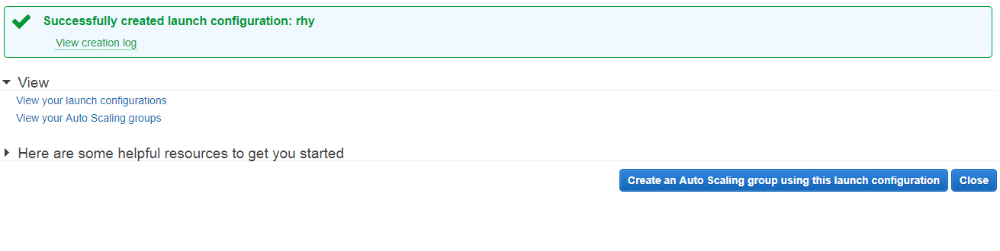 Successfully created launch configuration: rhy
View creation log
View
View your launch configurations
View your Auto Scaling groups
Here are some helpful resources to get you started
Create an Auto Scaling group using this launch configuration Close